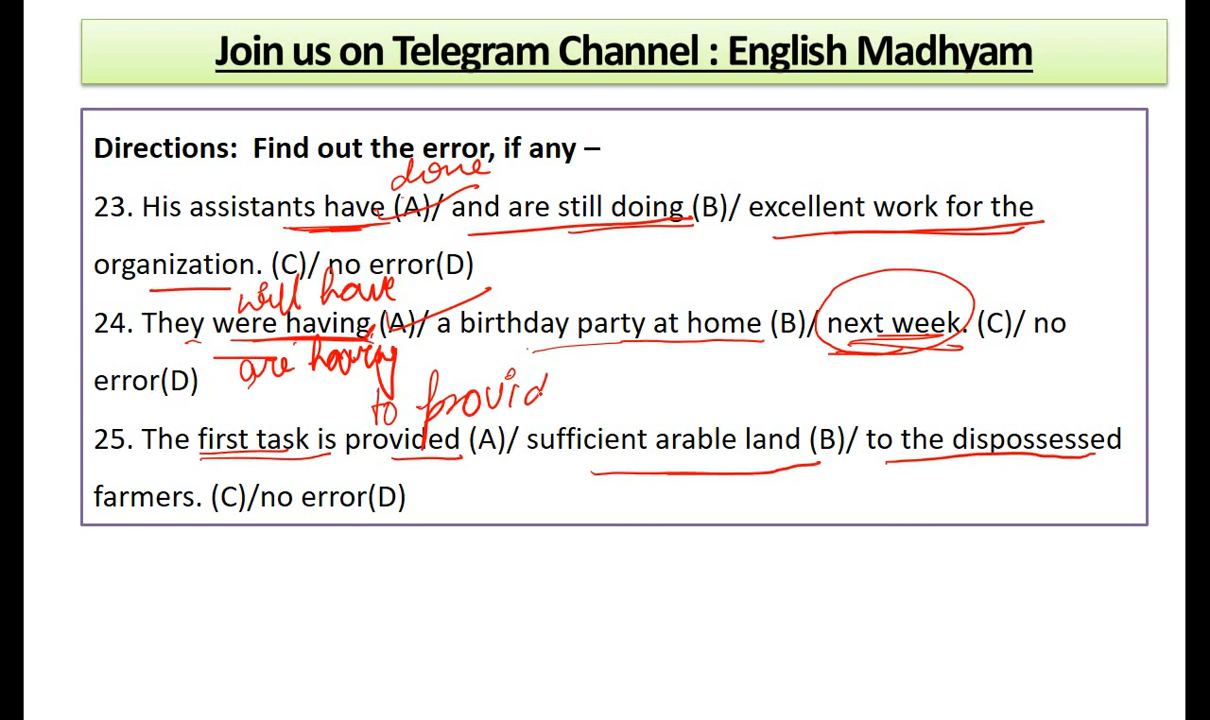 Join us on Telegram Channel : English Madhyam
Directions: Find out the error, if any –
done
23. His assistants have (A)/ and are still doing (B)/ excellent work for the
organization. (C)/ no error(D)
will have
24. They were having (A)/ a birthday party at home (B)/ next week. (C)/ no
are having
error(D)
to provid
25. The first task is provided (A)/ sufficient arable land (B)/ to the dispossessed
farmers. (C)/no error(D)